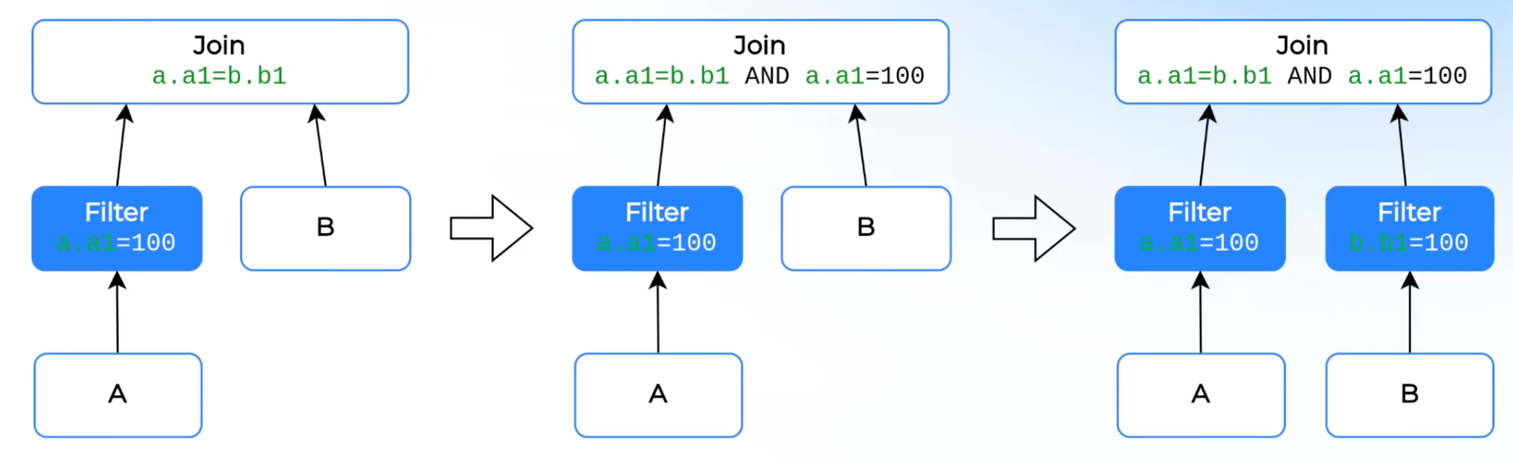 Join
a.a1=b.b1
Filter
a.a1=100
B
A
Join
a.a1=b.b1 AND a.a1=100
Filter
a.a1=100
B
A
Join
a.a1=b.b1 AND a.a1=100
Filter
a.a1=100
Filter
b.b1=100
A
B